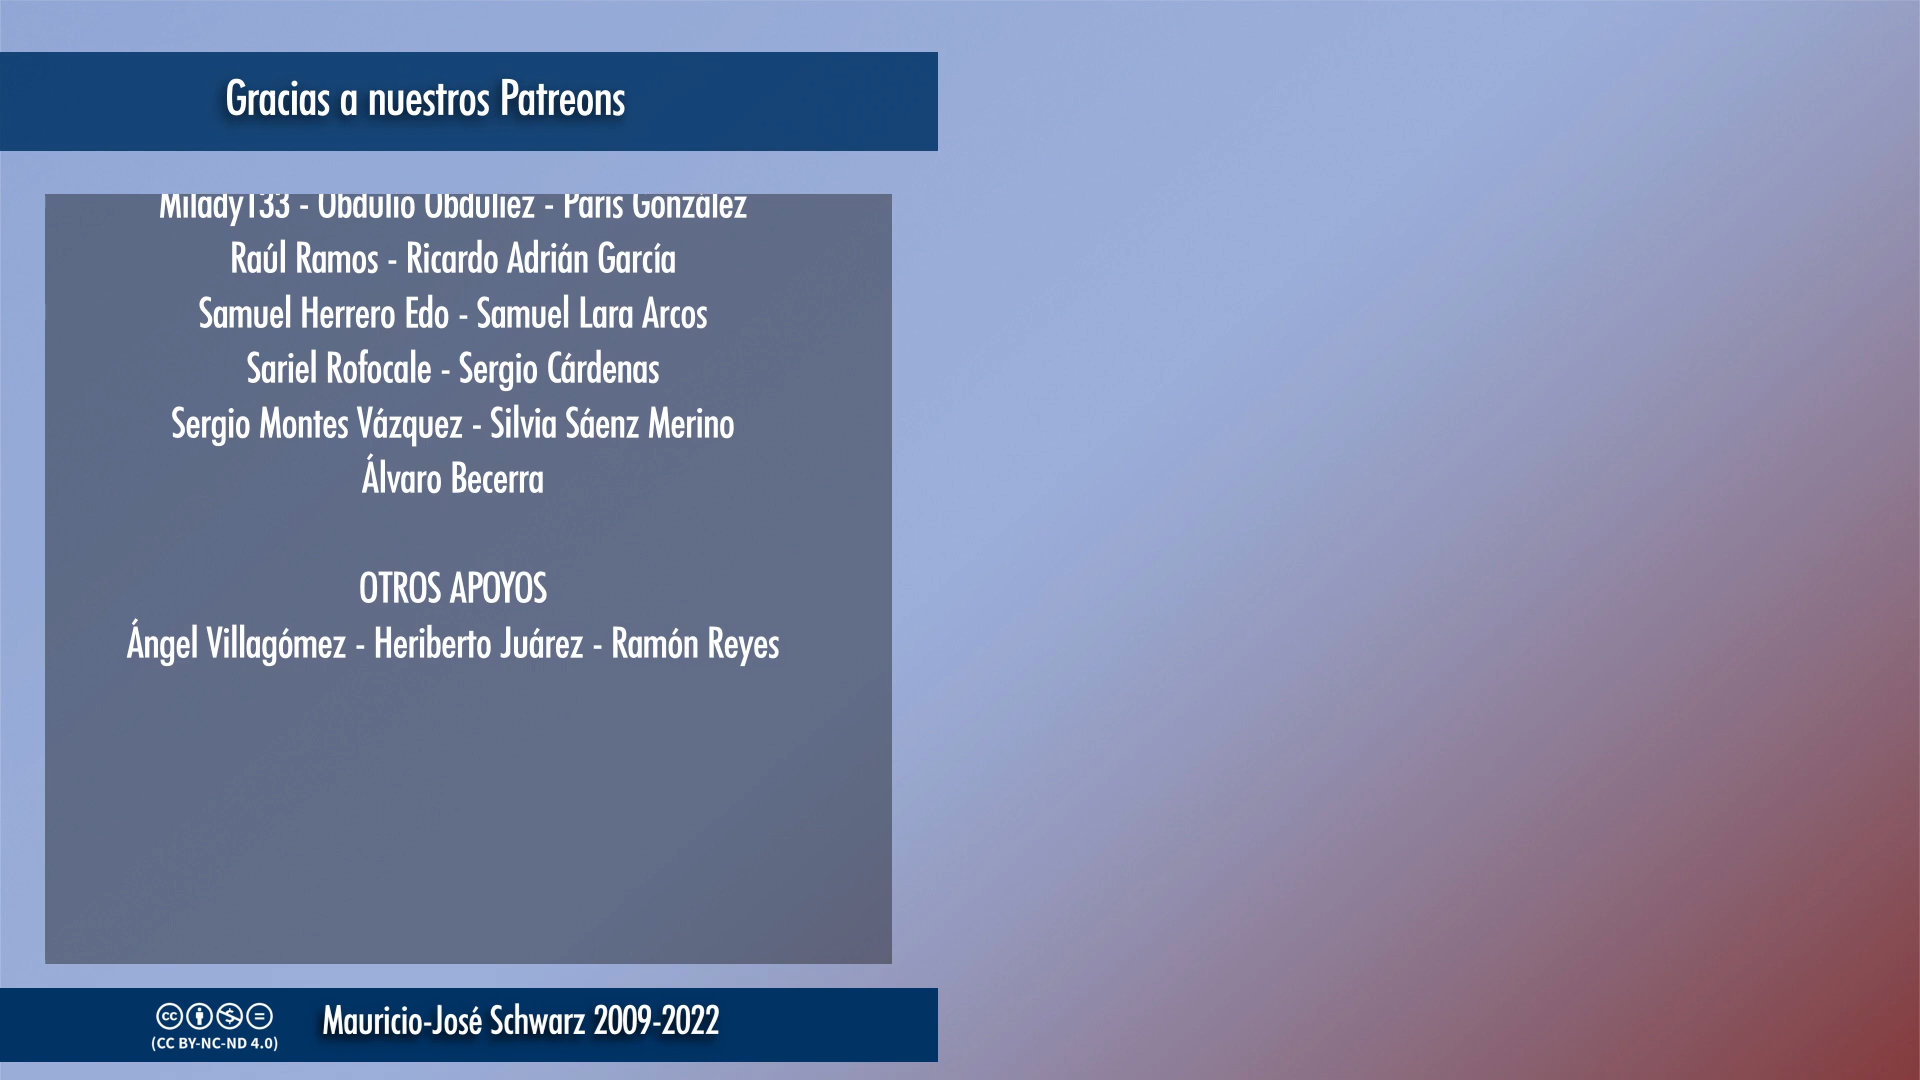 Gracias a nuestros Patreons
Milady133 - Obdulio Obduliez - Paris González
Raúl Ramos - Ricardo Adrián García
Samuel Herrero Edo - Samuel Lara Arcos
Sariel Rofocale - Sergio Cárdenas
Sergio Montes Vázquez - Silvia Sáenz Merino
Álvaro Becerra
OTROS APOYOS
Ángel Villagómez - Heriberto Juárez - Ramón Reyes
Mauricio-José Schwarz 2009-2022
(CC BY-NC-ND 4.0)